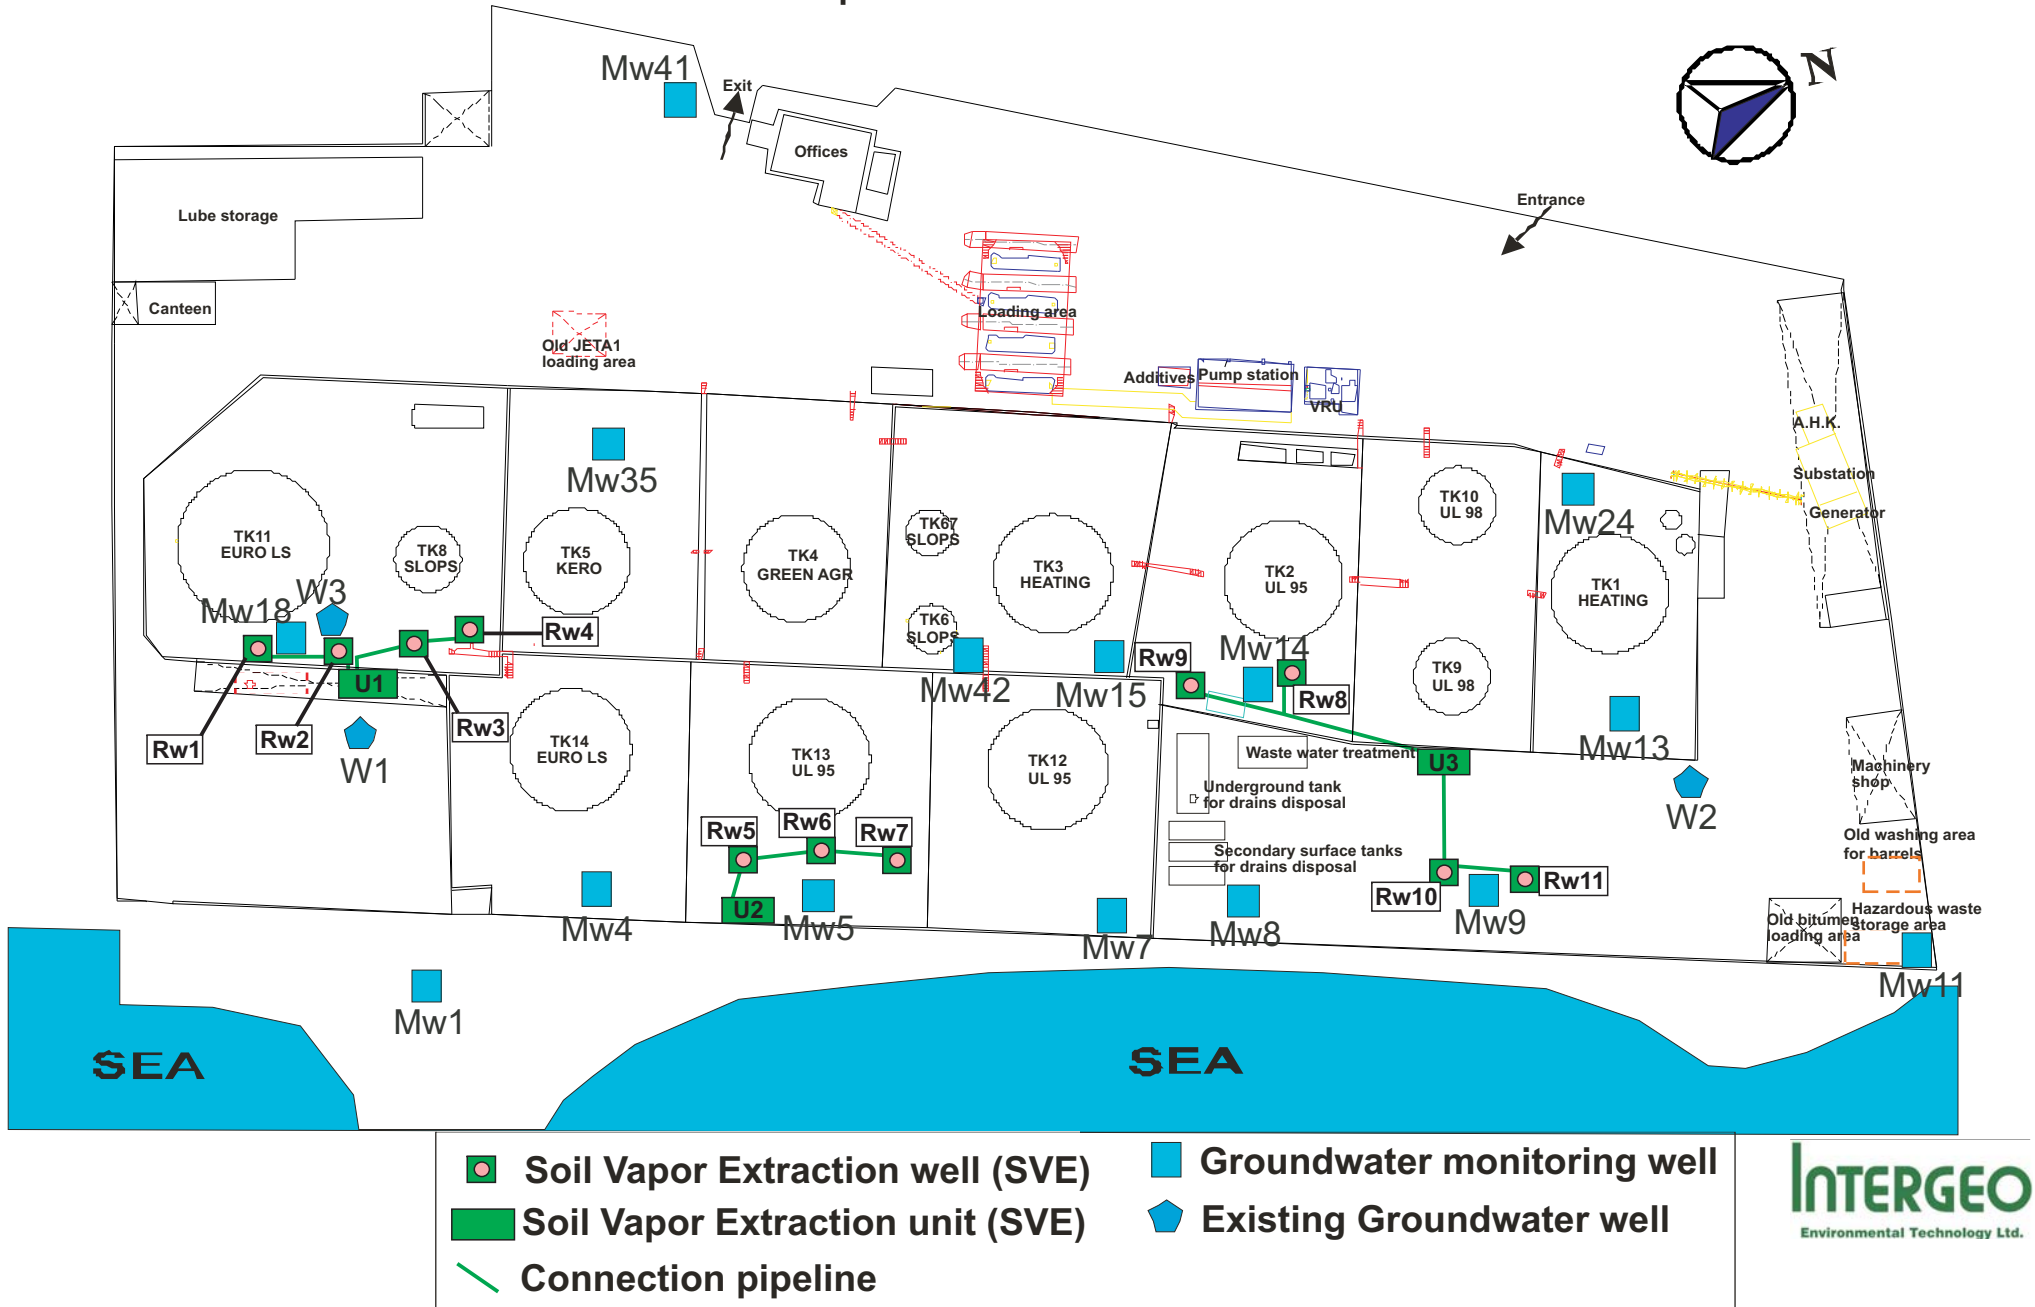 Mw41
Exit
N
Offices
Lube storage
Entrance
Canteen
Loading area
Old JETA1
loading area
Additives
Pump station
VRU
A.H.K.
Substation
Generator
Mw35
Mw24
TK11
EURO LS
TK8
SLOPS
TK5
KERO
TK4
GREEN AGR
TK67
SLOPS
TK3
HEATING
TK2
UL 95
TK10
UL 98
TK1
HEATING
TK6
SLOPS
TK9
UL 98
W3
Mw18
Rw4
U1
Rw1
Rw2
Rw3
W1
Mw42
Mw15
Rw9
Mw14
Rw8
Mw13
TK14
EURO LS
TK13
UL 95
TK12
UL 95
Waste water treatment
U3
Underground tank
for drains disposal
W2
Machinery
shop
Rw5
Rw6
Rw7
Secondary surface tanks
for drains disposal
Old washing area
for barrels
Rw10
Rw11
U2
Mw4
Mw5
Mw7
Mw8
Mw9
Old bitumen
loading area
Hazardous waste
storage area
Mw11
Mw1
SEA
SEA
Soil Vapor Extraction well (SVE)
Groundwater monitoring well
Soil Vapor Extraction unit (SVE)
Existing Groundwater well
Connection pipeline
INTERGEO
Environmental Technology Ltd.